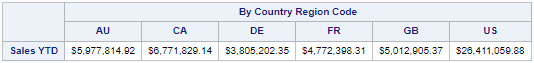 By Country Region Code
AU CA DE FR GB US
Sales YTD $5,977,814.92 $6,771,829.14 $3,805,202.35 $4,772,398.31 $5,012,905.37 $26,411,059.88